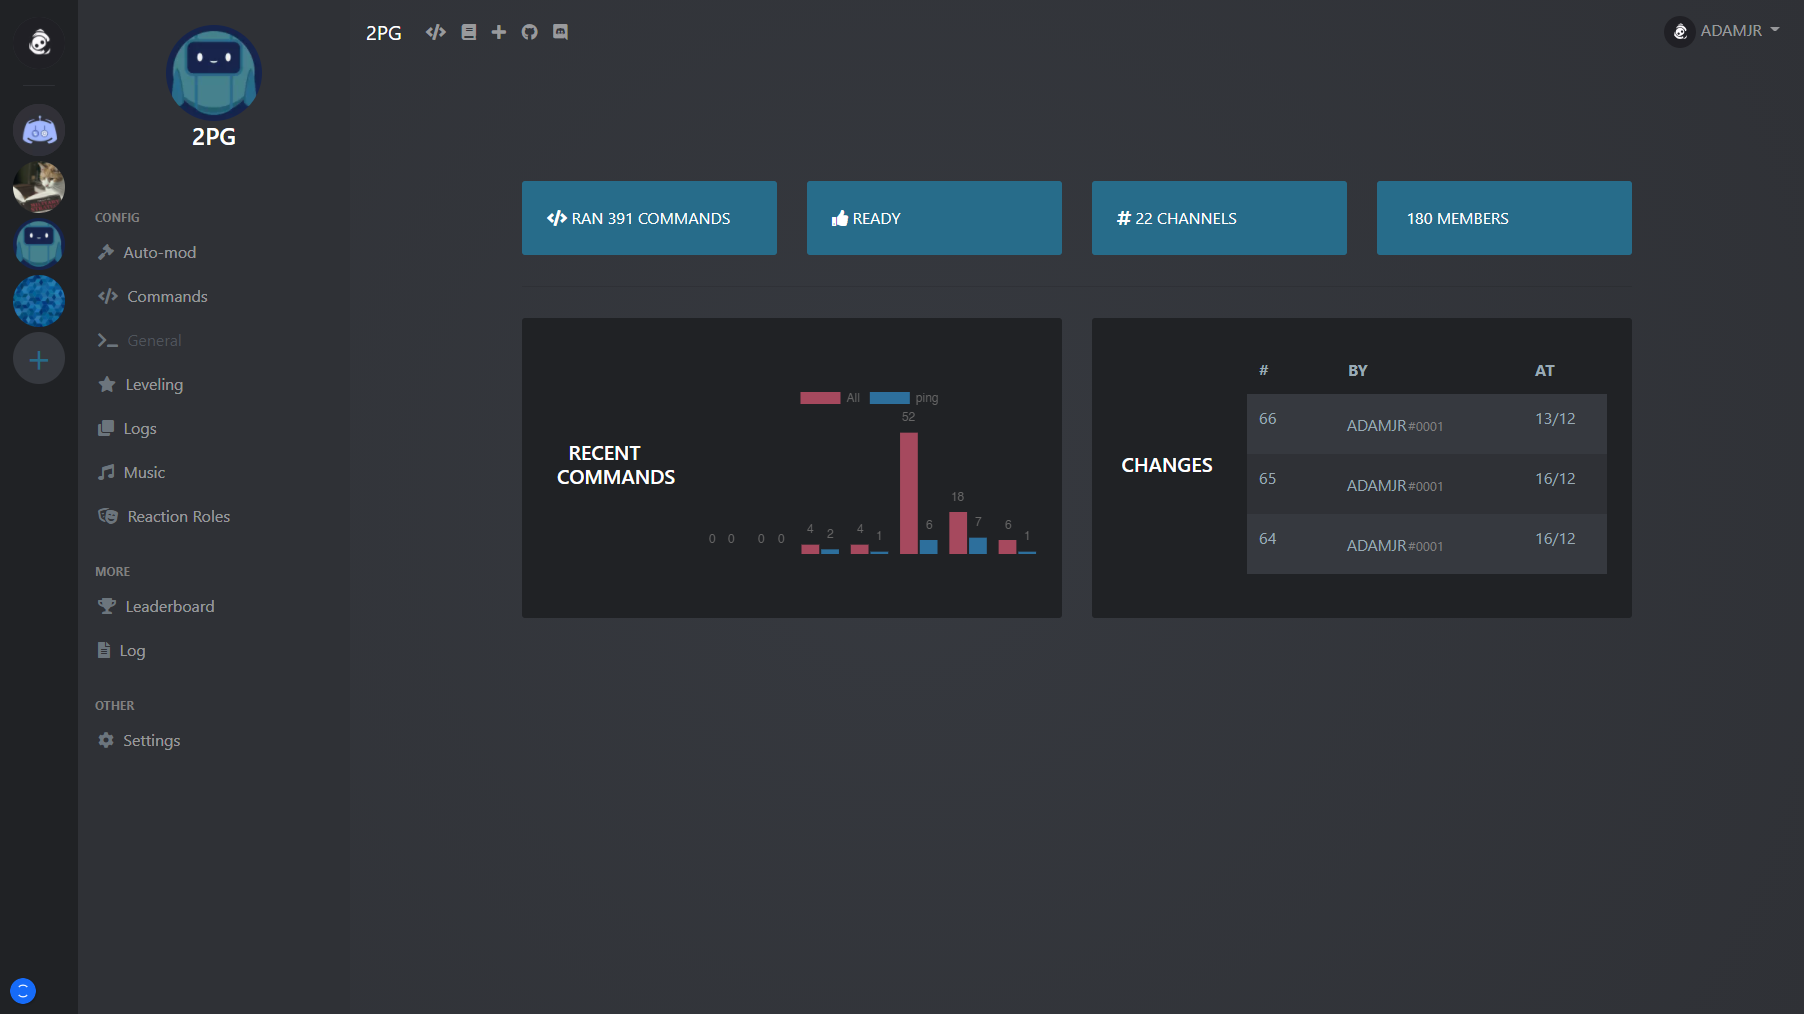 2PG
ADAMJR
2PG
CONFIG
Auto-mod
Commands
General
Leveling
Logs
Music
Reaction Roles
MORE
Leaderboard
Log
OTHER
Settings
RAN 391 COMMANDS
READY
# 22 CHANNELS
180 MEMBERS
RECENT
COMMANDS
All ping
0 0 0 0 4 2 4 1 52 6 18 7 6 1
CHANGES
# BY AT
66 ADAMJR#0001 13/12
65 ADAMJR#0001 16/12
64 ADAMJR#0001 16/12